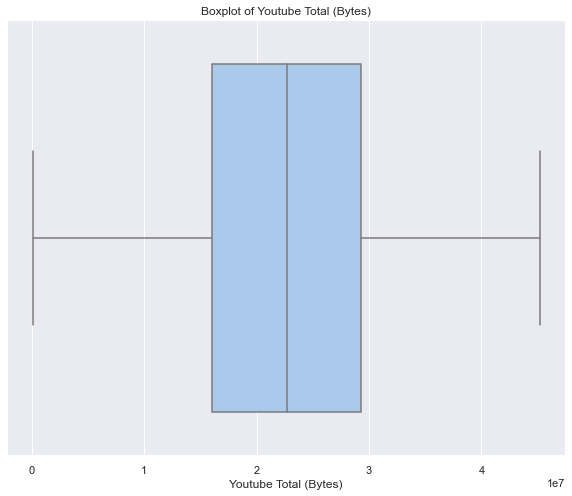 Boxplot of Youtube Total (Bytes)
0 1 2 3 4
Youtube Total (Bytes)
1e7